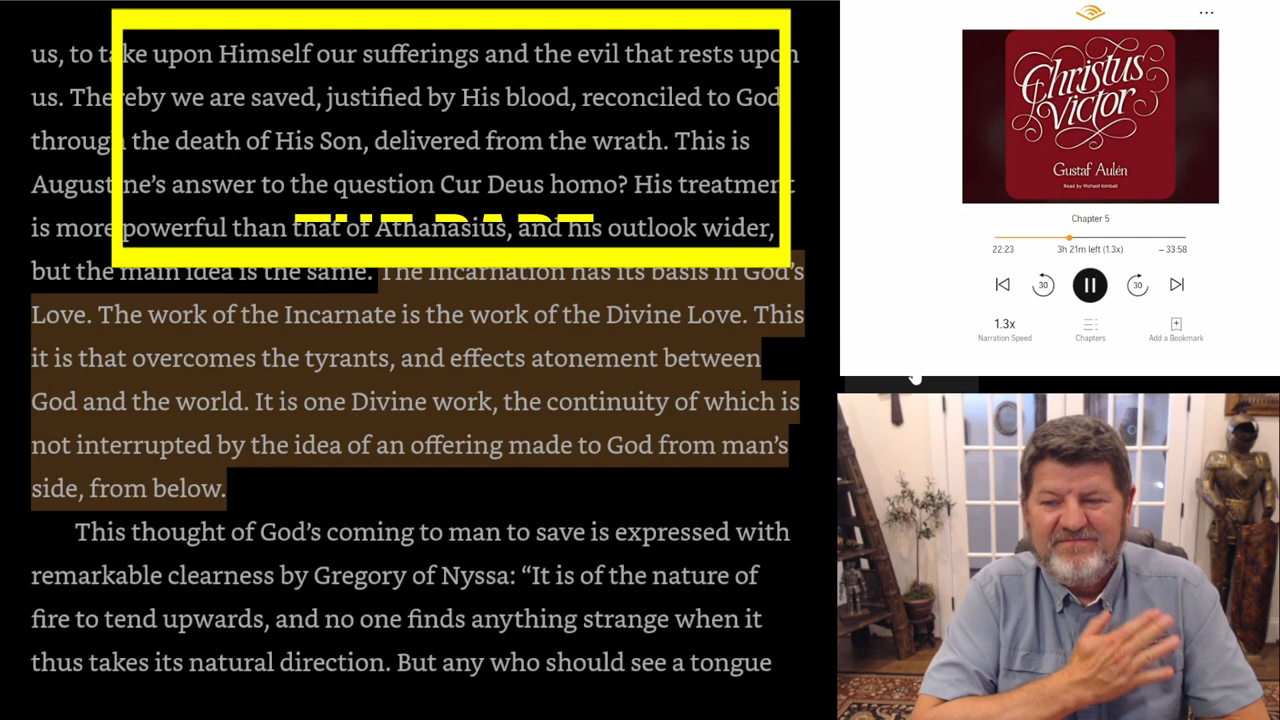 us, to take upon Himself our sufferings and the evil that rests upon
us. Thereby we are saved, justified by His blood, reconciled to God
through the death of His Son, delivered from the wrath. This is
Augustine's answer to the question Cur Deus homo? His treatment
is more powerful than that of Athanasius, and his outlook wider,
but the main idea is the same. The Incarnation has its basis in God's
Love. The work of the Incarnate is the work of the Divine Love. This
it is that overcomes the tyrants, and effects atonement between
God and the world. It is one Divine work, the continuity of which is
not interrupted by the idea of an offering made to God from man's
side, from below.
This thought of God's coming to man to save is expressed with
remarkable clearness by Gregory of Nyssa: “It is of the nature of
fire to tend upwards, and no one finds anything strange when it
thus takes its natural direction. But any who should see a tongue
Christus
Victor
Gustaf Aulén
Read by Michael Kimball
Chapter 5
22:23
3h 21m left (1.3x)
– 33:58
30
30
1.3x
Narration Speed
Chapters
Add a Bookmark